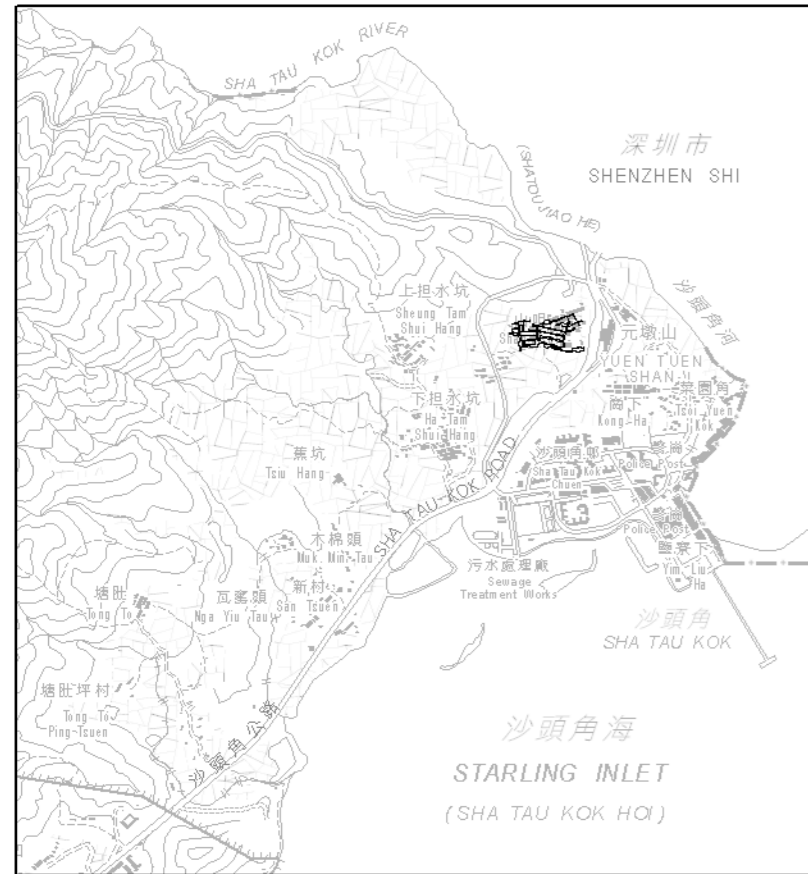 SHA TAU KOK RIVER
深圳市
SHENZHEN SHI
(SHATOUJIAO HE)
沙頭角河
上担水坑
Sheung Tam
Shui Hang
元墩山
YUEN TUEN
SHAN
菜園角
Tsoi Yuen
Kok
下担水坑
Ha Tam
Shui Hang
崗下
Kong Ha
沙頭角邨
Sha Tau Kok
Chuen
警崗
Police Post
蕉坑
Tsiu Hang
SHA TAU KOK ROAD
警崗
Police Post
木棉頭
Muk Min Tau
污水處理廠
Sewage
Treatment Works
鹽寮下
Yim Liu
Ha
塘肚
Tong To
瓦窰頭
Nga Yiu Tau
新村
San Tsuen
沙頭角
SHA TAU KOK
塘肚坪村
Tong To
Ping Tsuen
沙頭角公路
沙頭角海
STARLING INLET
(SHA TAU KOK HOI)